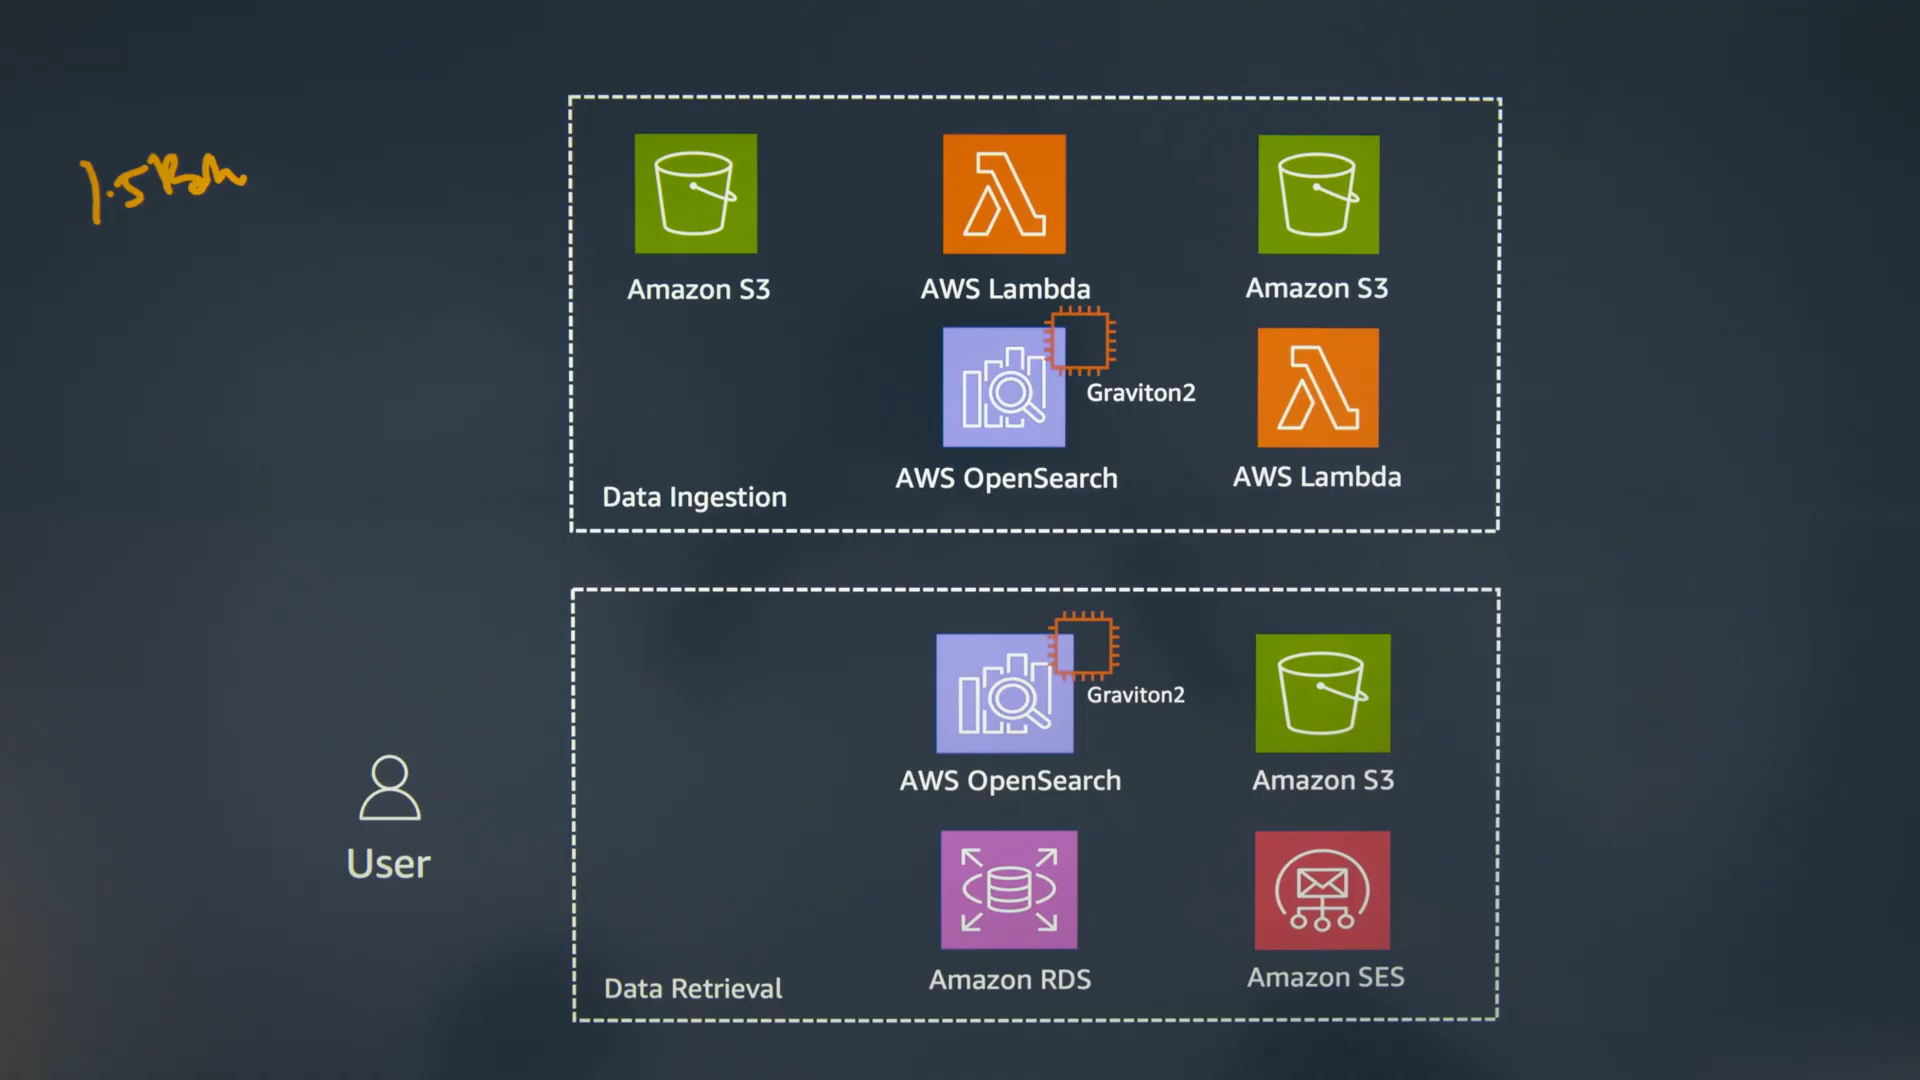 Amazon S3
AWS Lambda
Amazon S3
Graviton2
AWS OpenSearch
AWS Lambda
Data Ingestion
Graviton2
AWS OpenSearch
Amazon S3
User
Amazon RDS
Amazon SES
Data Retrieval